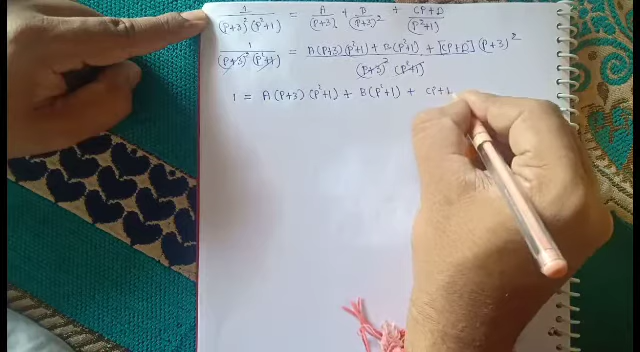 1/((P+3)²(P²+1)) = A/(P+3) + B/(P+3)² + (CP+D)/(P²+1)
1/((P+3)²(P²+1)) = (A(P+3)(P²+1) + B(P²+1) + [CP+D](P+3)²)/((P+3)²(P²+1))
1 = A(P+3)(P²+1) + B(P²+1) + CP+